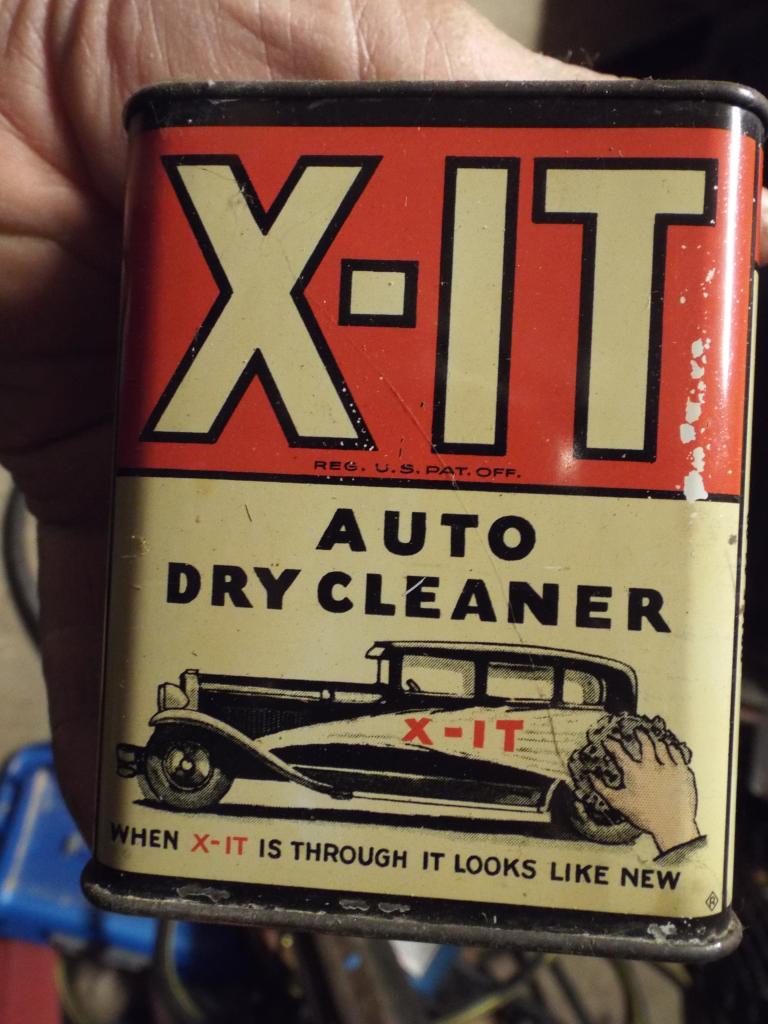 X-IT
REG. U.S. PAT. OFF.
AUTO
DRY CLEANER
X-IT
WHEN X-IT IS THROUGH IT LOOKS LIKE NEW